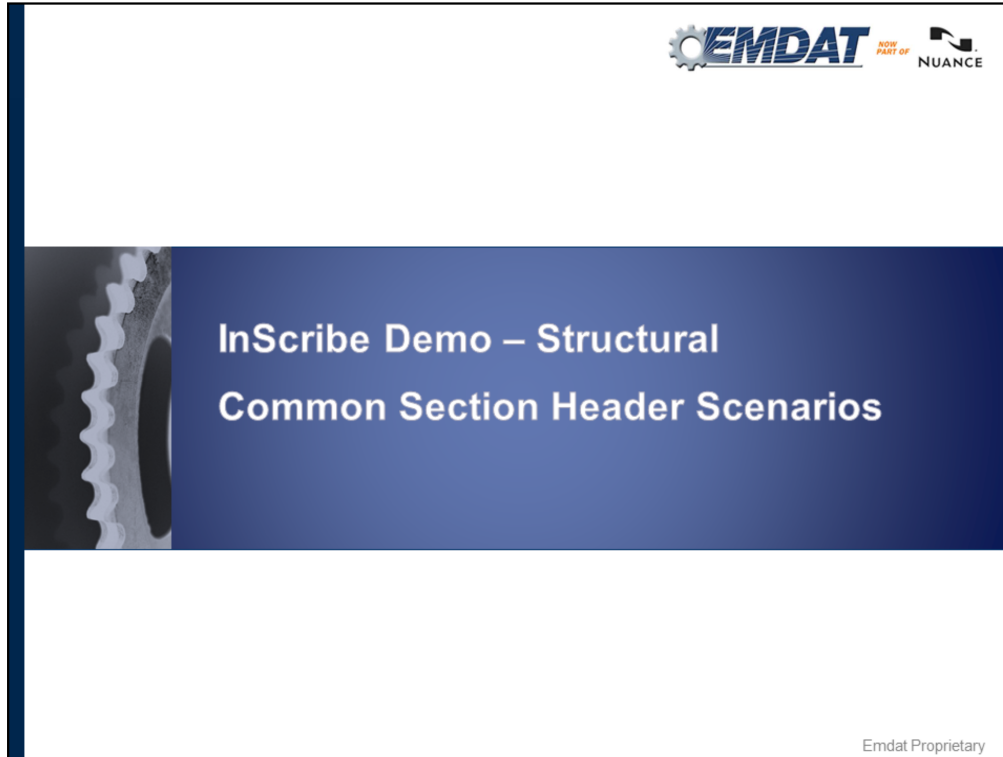 EMDAT NOW PART OF NUANCE
InScribe Demo – Structural
Common Section Header Scenarios
Emdat Proprietary